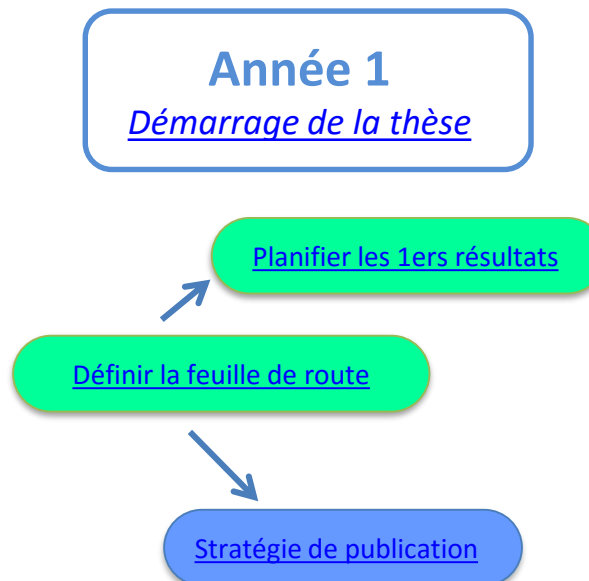 Année 1
Démarrage de la thèse
Planifier les 1ers résultats
Définir la feuille de route
Stratégie de publication